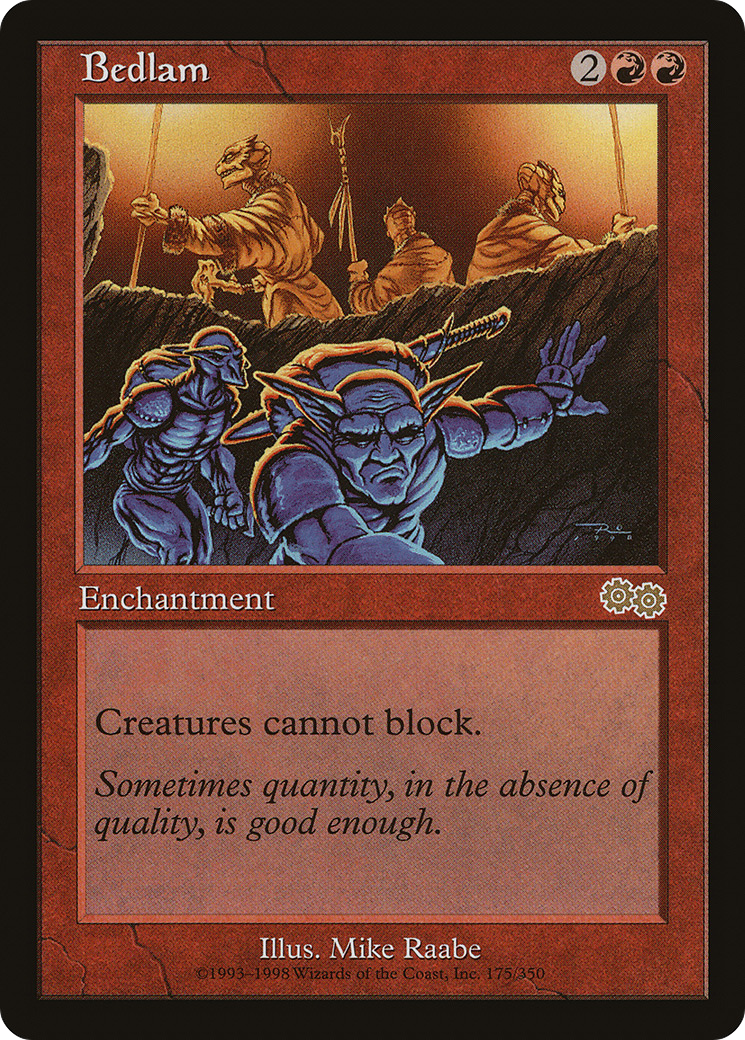 Bedlam 2
Enchantment
Creatures cannot block.
Sometimes quantity, in the absence of
quality, is good enough.
Illus. Mike Raabe
©1993–1998 Wizards of the Coast, Inc. 175/350